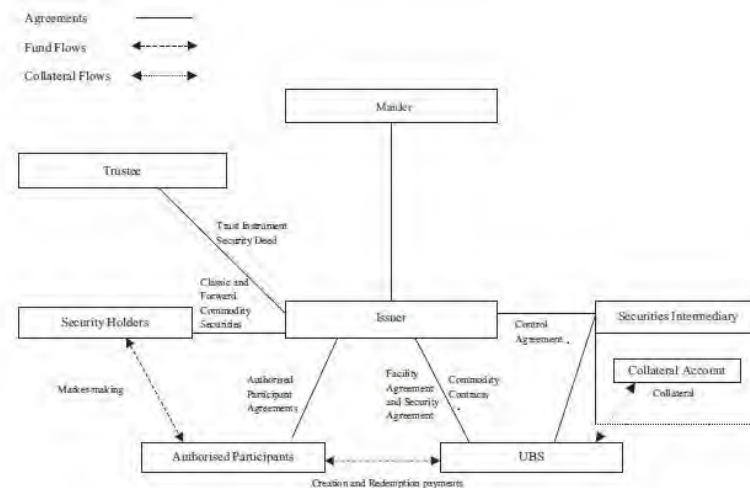 Agreements
Fund Flows
Collateral Flows
Manler
Trustee
Trust Instrument
Security Deed
Classic and
Forward
Commodity
Securities
Security Holders
Issuer
Securities Intermediary
Control
Agreement
Collateral Account
Collateral
Market-making
Authorised
Participant
Agreements
Facility
Agreement
and Security
Agreement
Commodity
Contracts
Authorised Participants
UBS
Creation and Redemption payments